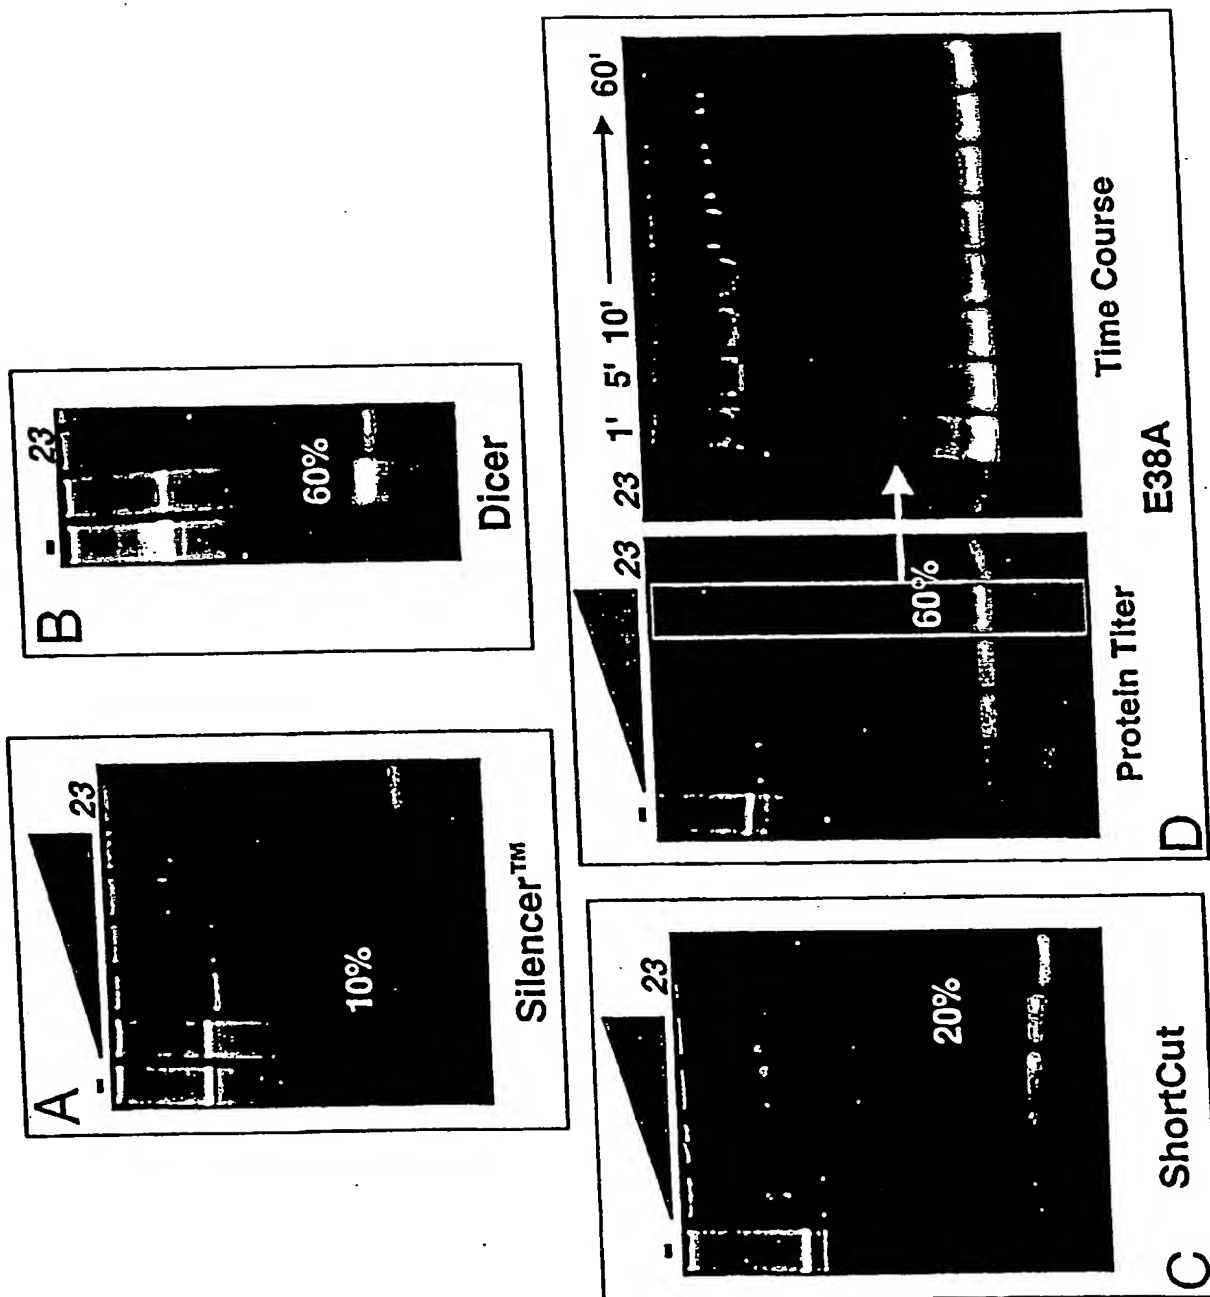 A
-
23
10%
Silencer™
B
-
23
60%
Dicer
C
-
23
20%
ShortCut
D
-
23
60%
Protein Titer
23
1'
5'
10'
60'
Time Course
E38A